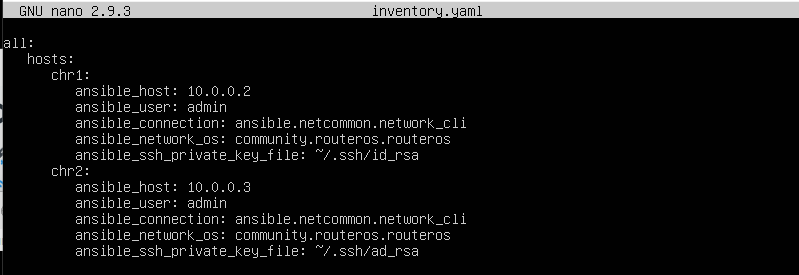 GNU nano 2.9.3 inventory.yaml
all:
hosts:
chr1:
ansible_host: 10.0.0.2
ansible_user: admin
ansible_connection: ansible.netcommon.network_cli
ansible_network_os: community.routeros.routeros
ansible_ssh_private_key_file: ~/.ssh/id_rsa
chr2:
ansible_host: 10.0.0.3
ansible_user: admin
ansible_connection: ansible.netcommon.network_cli
ansible_network_os: community.routeros.routeros
ansible_ssh_private_key_file: ~/.ssh/ad_rsa